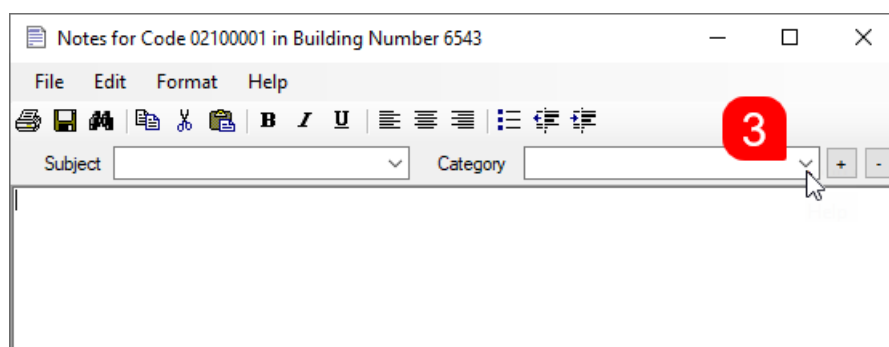 Notes for Code 02100001 in Building Number 6543
File Edit Format Help
B I U
3
Subject Category + -